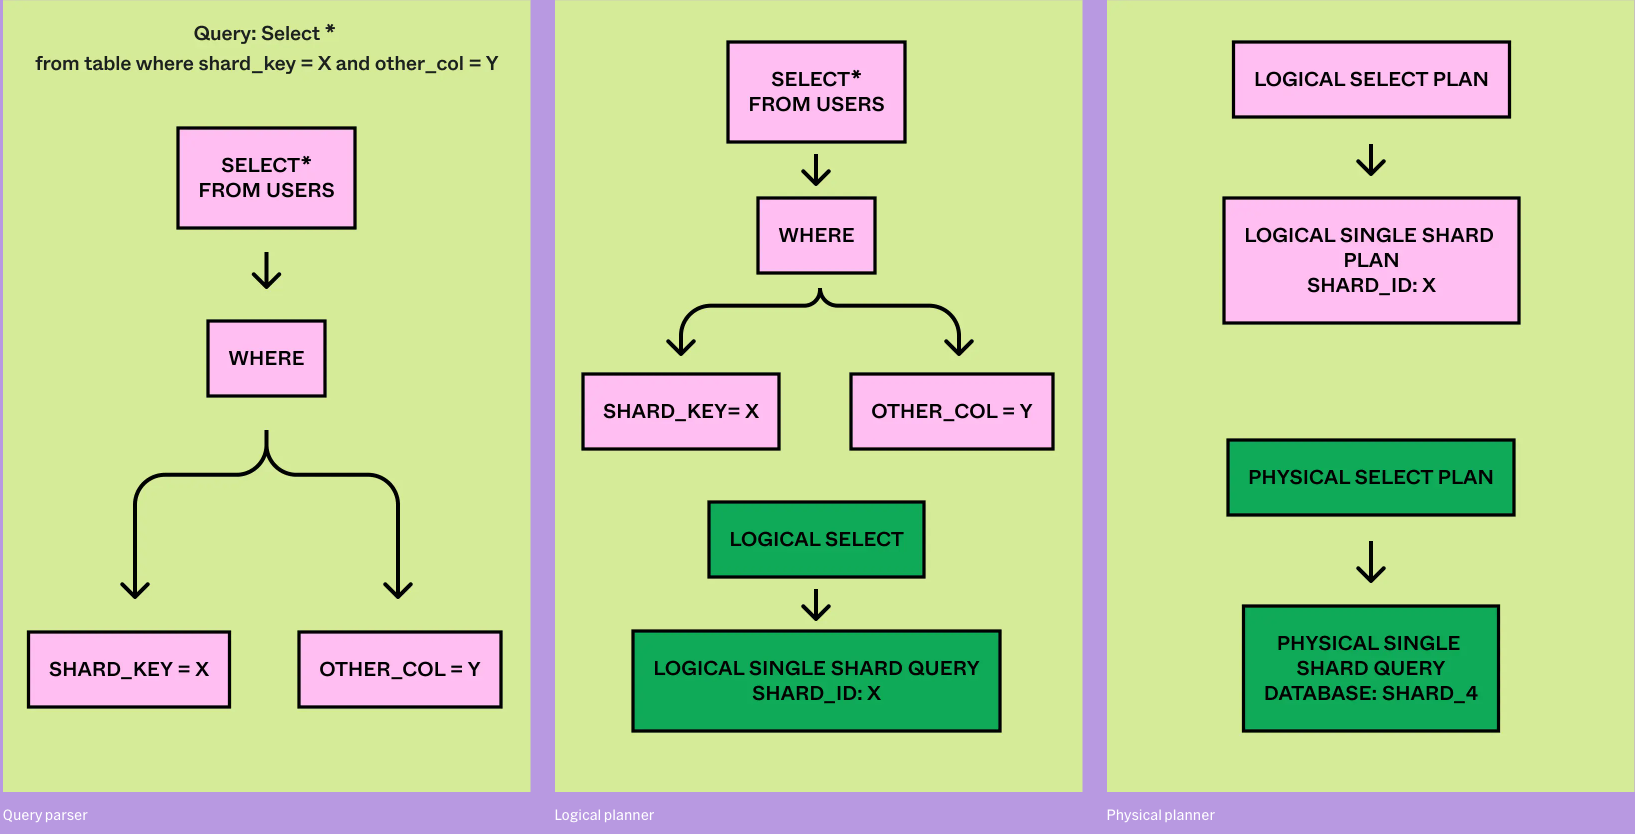 Query: Select *
from table where shard_key = X and other_col = Y
SELECT*
FROM USERS
WHERE
SHARD_KEY = X
OTHER_COL = Y
Query parser
SELECT*
FROM USERS
WHERE
SHARD_KEY= X
OTHER_COL = Y
LOGICAL SELECT
LOGICAL SINGLE SHARD QUERY
SHARD_ID: X
Logical planner
LOGICAL SELECT PLAN
LOGICAL SINGLE SHARD
PLAN
SHARD_ID: X
PHYSICAL SELECT PLAN
PHYSICAL SINGLE
SHARD QUERY
DATABASE: SHARD_4
Physical planner